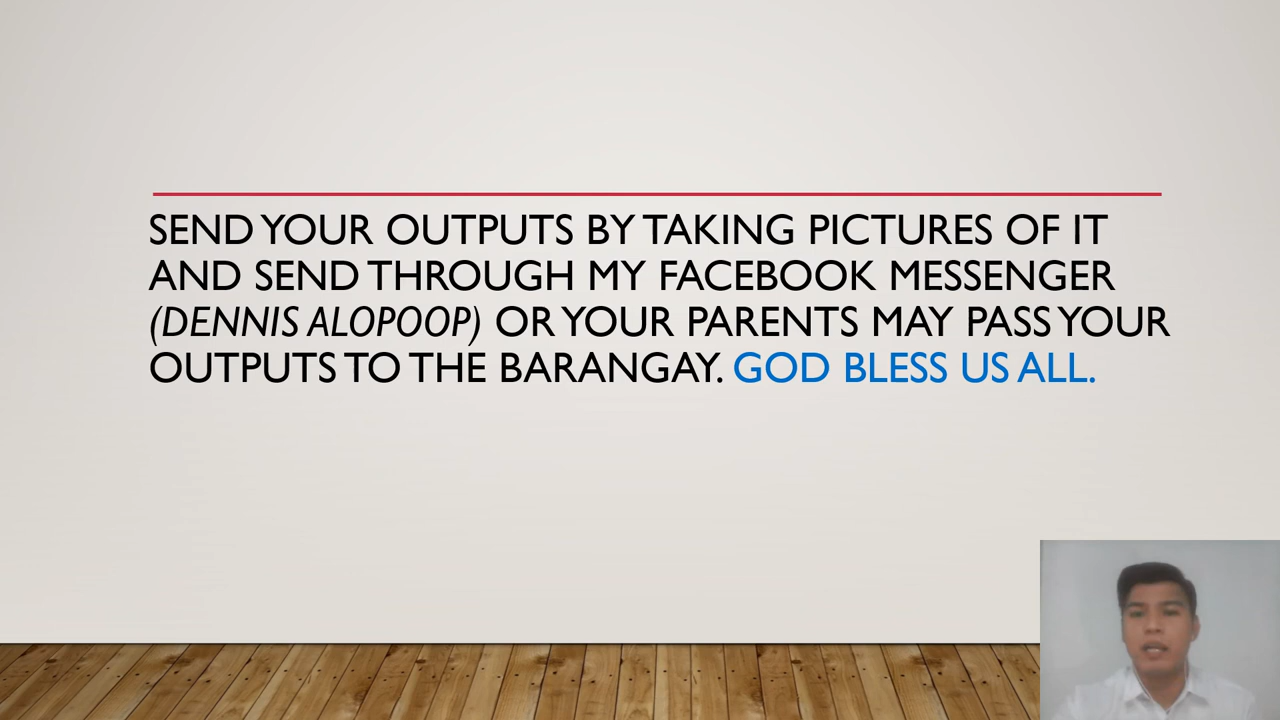 SEND YOUR OUTPUTS BY TAKING PICTURES OF IT
AND SEND THROUGH MY FACEBOOK MESSENGER
(DENNIS ALOPOOP) OR YOUR PARENTS MAY PASS YOUR
OUTPUTS TO THE BARANGAY. GOD BLESS US ALL.